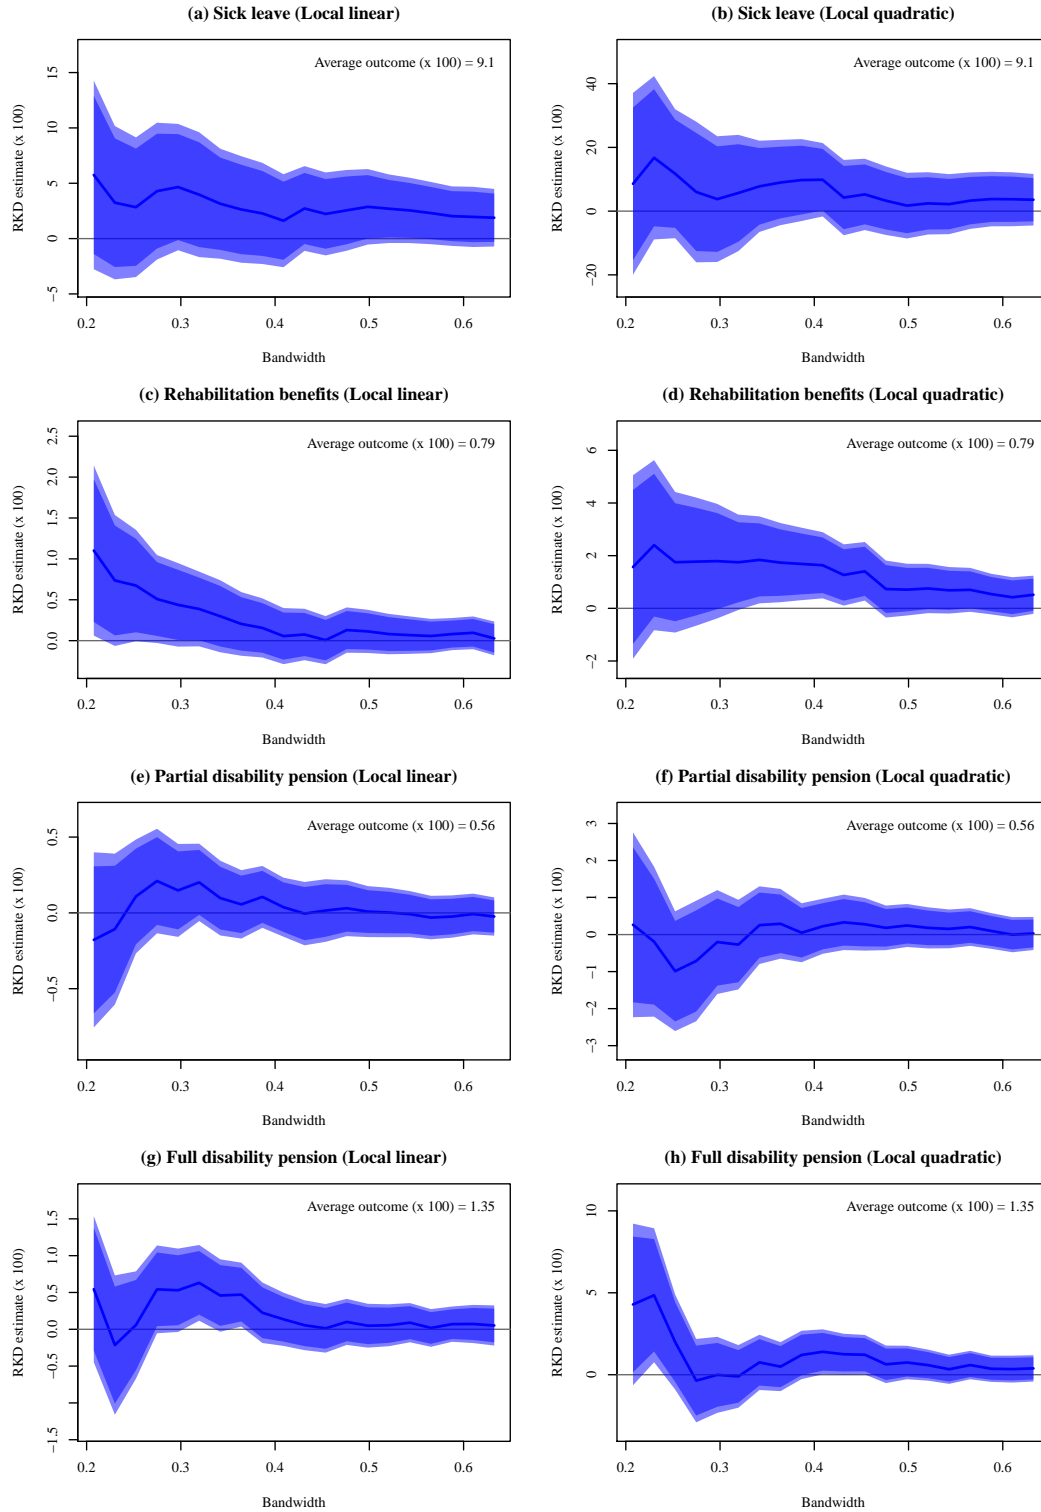 (a) Sick leave (Local linear)
Average outcome (x 100) = 9.1
RKD estimate (x 100)
15
10
5
0
−5
0.2 0.3 0.4 0.5 0.6
Bandwidth
(b) Sick leave (Local quadratic)
Average outcome (x 100) = 9.1
RKD estimate (x 100)
40
20
0
−20
0.2 0.3 0.4 0.5 0.6
Bandwidth
(c) Rehabilitation benefits (Local linear)
Average outcome (x 100) = 0.79
RKD estimate (x 100)
2.5
2.0
1.0
0.0
0.2 0.3 0.4 0.5 0.6
Bandwidth
(d) Rehabilitation benefits (Local quadratic)
Average outcome (x 100) = 0.79
RKD estimate (x 100)
6
4
2
0
−2
0.2 0.3 0.4 0.5 0.6
Bandwidth
(e) Partial disability pension (Local linear)
Average outcome (x 100) = 0.56
RKD estimate (x 100)
0.5
0.0
−0.5
0.2 0.3 0.4 0.5 0.6
Bandwidth
(f) Partial disability pension (Local quadratic)
Average outcome (x 100) = 0.56
RKD estimate (x 100)
3
2
1
0
−1
−2
−3
0.2 0.3 0.4 0.5 0.6
Bandwidth
(g) Full disability pension (Local linear)
Average outcome (x 100) = 1.35
RKD estimate (x 100)
1.5
1.0
0.5
0.0
−0.5
−1.5
0.2 0.3 0.4 0.5 0.6
Bandwidth
(h) Full disability pension (Local quadratic)
Average outcome (x 100) = 1.35
RKD estimate (x 100)
10
5
0
0.2 0.3 0.4 0.5 0.6
Bandwidth